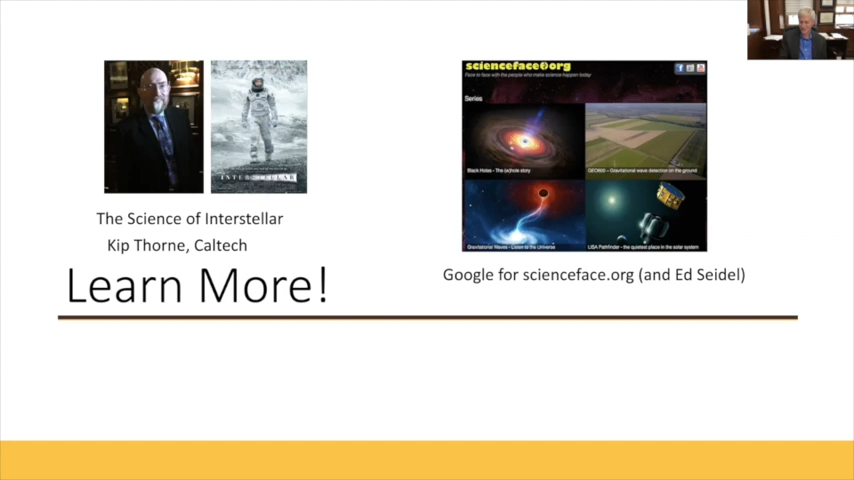 INTERSTELLAR
The Science of Interstellar
Kip Thorne, Caltech
Learn More!
scienceface.org
Face to face with the people who make science happen today
Series
Black Holes - The (w)hole story
GEO600 - Gravitational wave detection on the ground
Gravitational Waves - Listen to the Universe
LISA Pathfinder - the quietest place in the solar system
Google for scienceface.org (and Ed Seidel)